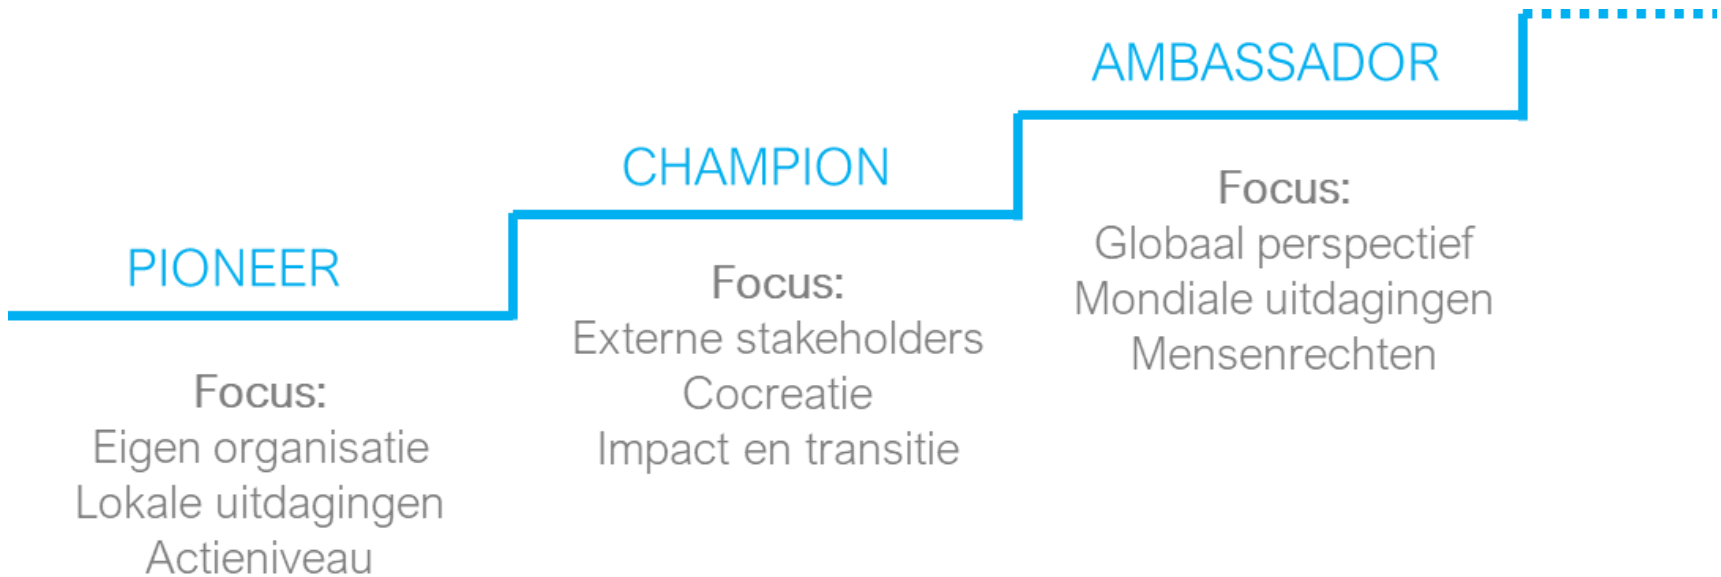 PIONEER
Focus:
Eigen organisatie
Lokale uitdagingen
Actieniveau
CHAMPION
Focus:
Externe stakeholders
Cocreatie
Impact en transitie
AMBASSADOR
Focus:
Globaal perspectief
Mondiale uitdagingen
Mensenrechten